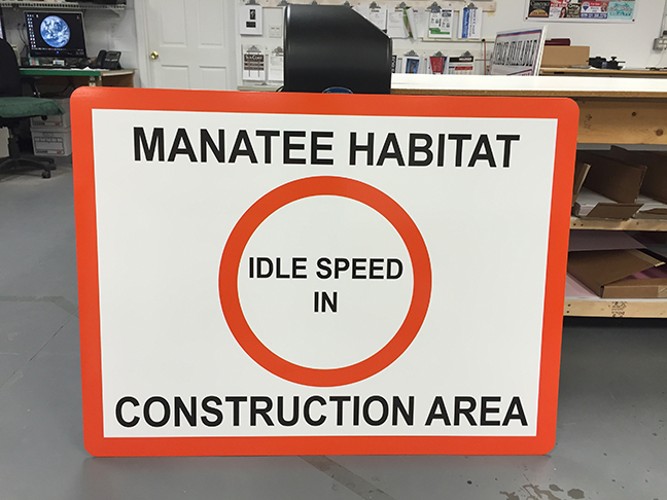 MANATEE HABITAT
IDLE SPEED
IN
CONSTRUCTION AREA